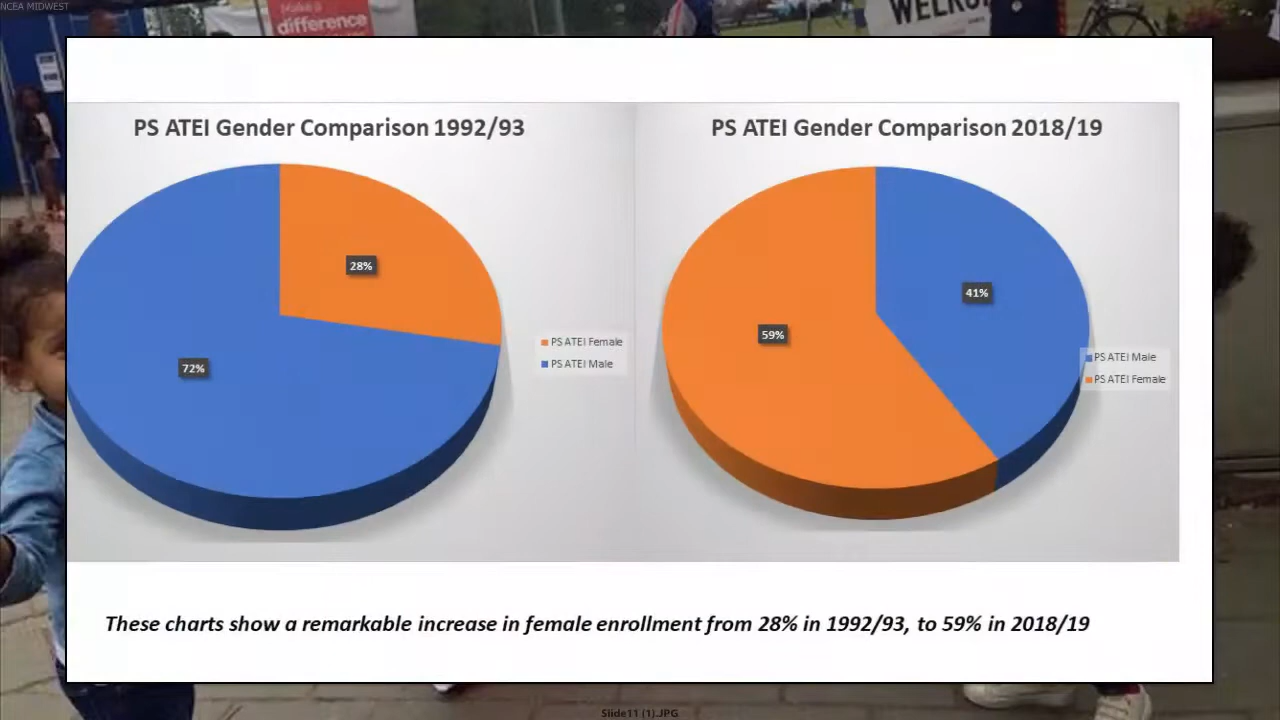 NCEA MIDWEST
Make a
difference
PS ATEI Gender Comparison 1992/93
28%
72%
PS ATEI Female
PS ATEI Male
PS ATEI Gender Comparison 2018/19
41%
59%
PS ATEI Male
PS ATEI Female
These charts show a remarkable increase in female enrollment from 28% in 1992/93, to 59% in 2018/19
Slide11 (1).JPG